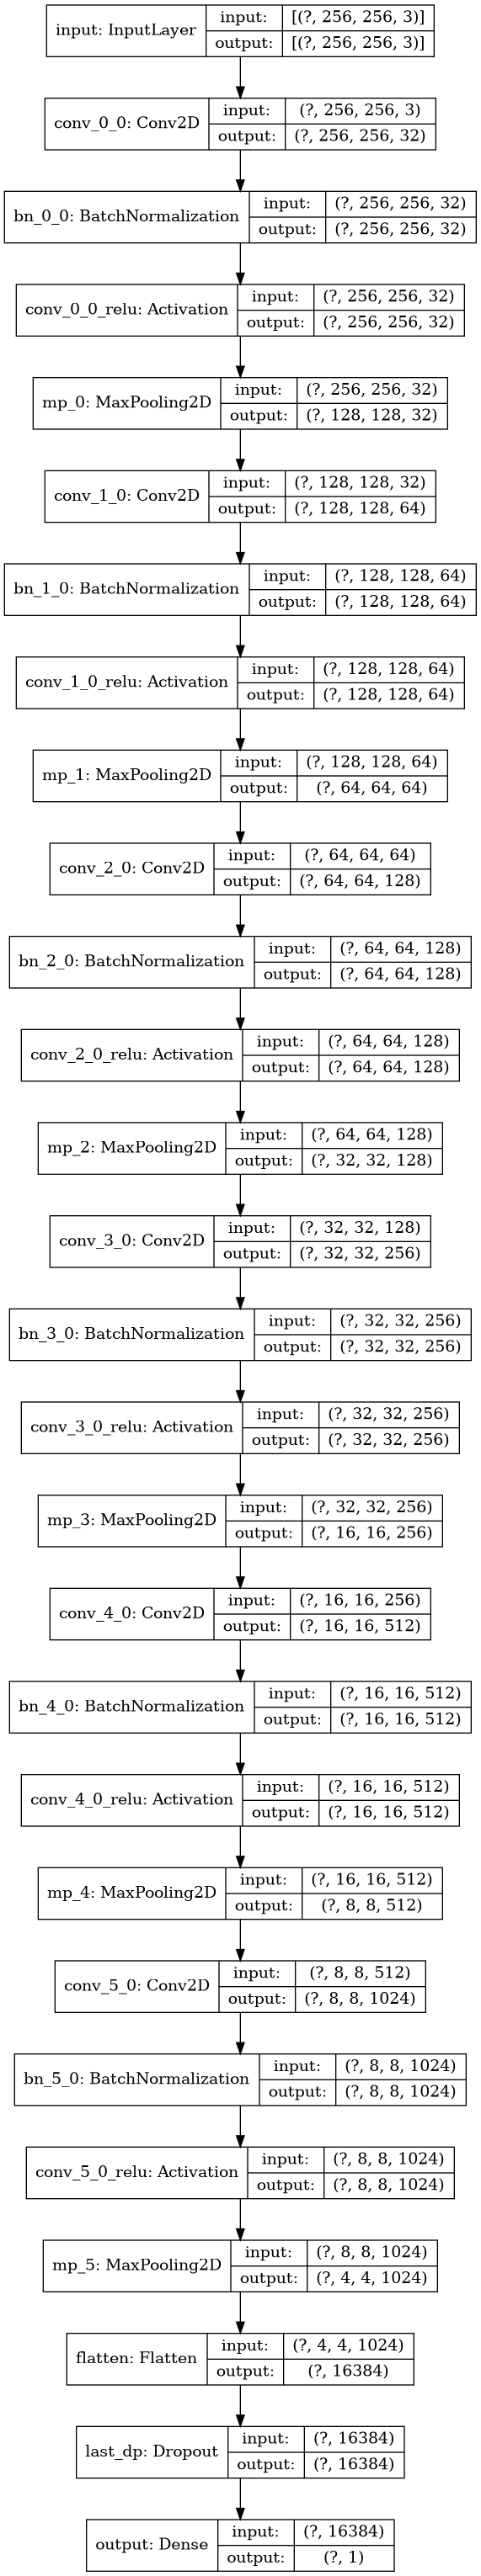 input: InputLayer input: [(?, 256, 256, 3)]
output: [(?, 256, 256, 3)]
conv_0_0: Conv2D input: (?, 256, 256, 3)
output: (?, 256, 256, 32)
bn_0_0: BatchNormalization input: (?, 256, 256, 32)
output: (?, 256, 256, 32)
conv_0_0_relu: Activation input: (?, 256, 256, 32)
output: (?, 256, 256, 32)
mp_0: MaxPooling2D input: (?, 256, 256, 32)
output: (?, 128, 128, 32)
conv_1_0: Conv2D input: (?, 128, 128, 32)
output: (?, 128, 128, 64)
bn_1_0: BatchNormalization input: (?, 128, 128, 64)
output: (?, 128, 128, 64)
conv_1_0_relu: Activation input: (?, 128, 128, 64)
output: (?, 128, 128, 64)
mp_1: MaxPooling2D input: (?, 128, 128, 64)
output: (?, 64, 64, 64)
conv_2_0: Conv2D input: (?, 64, 64, 64)
output: (?, 64, 64, 128)
bn_2_0: BatchNormalization input: (?, 64, 64, 128)
output: (?, 64, 64, 128)
conv_2_0_relu: Activation input: (?, 64, 64, 128)
output: (?, 64, 64, 128)
mp_2: MaxPooling2D input: (?, 64, 64, 128)
output: (?, 32, 32, 128)
conv_3_0: Conv2D input: (?, 32, 32, 128)
output: (?, 32, 32, 256)
bn_3_0: BatchNormalization input: (?, 32, 32, 256)
output: (?, 32, 32, 256)
conv_3_0_relu: Activation input: (?, 32, 32, 256)
output: (?, 32, 32, 256)
mp_3: MaxPooling2D input: (?, 32, 32, 256)
output: (?, 16, 16, 256)
conv_4_0: Conv2D input: (?, 16, 16, 256)
output: (?, 16, 16, 512)
bn_4_0: BatchNormalization input: (?, 16, 16, 512)
output: (?, 16, 16, 512)
conv_4_0_relu: Activation input: (?, 16, 16, 512)
output: (?, 16, 16, 512)
mp_4: MaxPooling2D input: (?, 16, 16, 512)
output: (?, 8, 8, 512)
conv_5_0: Conv2D input: (?, 8, 8, 512)
output: (?, 8, 8, 1024)
bn_5_0: BatchNormalization input: (?, 8, 8, 1024)
output: (?, 8, 8, 1024)
conv_5_0_relu: Activation input: (?, 8, 8, 1024)
output: (?, 8, 8, 1024)
mp_5: MaxPooling2D input: (?, 8, 8, 1024)
output: (?, 4, 4, 1024)
flatten: Flatten input: (?, 4, 4, 1024)
output: (?, 16384)
last_dp: Dropout input: (?, 16384)
output: (?, 16384)
output: Dense input: (?, 16384)
output: (?, 1)